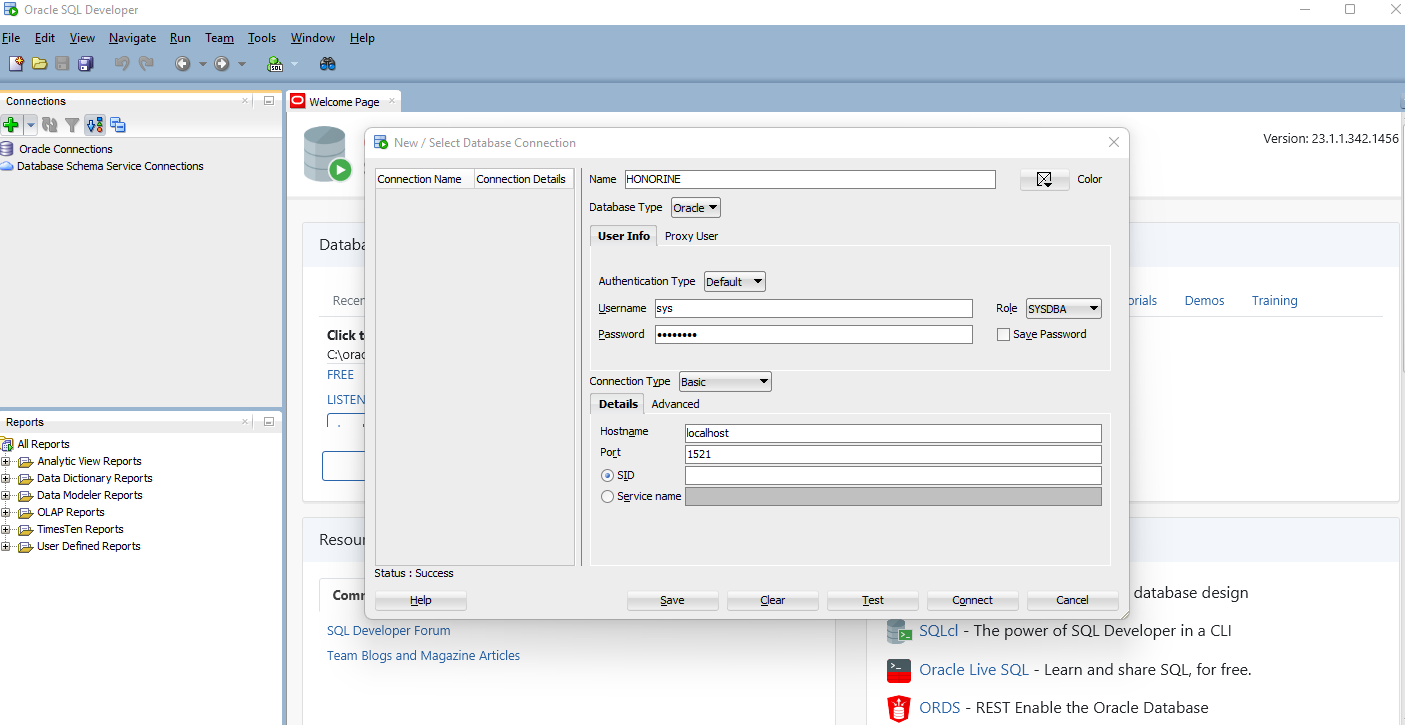 Oracle SQL Developer
File Edit View Navigate Run Team Tools Window Help
Connections
Welcome Page
Oracle Connections
Database Schema Service Connections
Version: 23.1.1.342.1456
New / Select Database Connection
Connection Name Connection Details
Name HONORINE Color
Database Type Oracle
User Info Proxy User
Authentication Type Default
Username sys Role SYSDBA
Password •••••••• Save Password
Connection Type Basic
Details Advanced
Hostname localhost
Port 1521
SID
Service name
Status : Success
Help Save Clear Test Connect Cancel
Databa
Recen
orials Demos Training
Click t
C:\orac
FREE
LISTEN
Reports
All Reports
Analytic View Reports
Data Dictionary Reports
Data Modeler Reports
OLAP Reports
TimesTen Reports
User Defined Reports
Resour
Comm
SQL Developer Forum
Team Blogs and Magazine Articles
database design
SQLcl - The power of SQL Developer in a CLI
Oracle Live SQL - Learn and share SQL, for free.
ORDS - REST Enable the Oracle Database